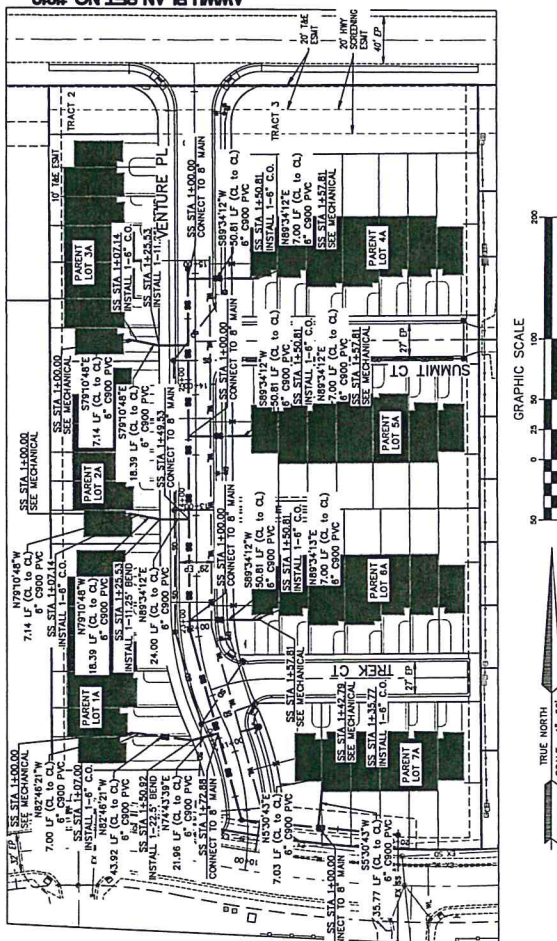 TRACT 2
10' T&E ESMT
VENTURE PL
20' T&E
ESMT
20' HWY
SCREENING
ESMT
40' EP
TRACT 3
PARENT
LOT 3A
SS STA 1+00.00
SEE MECHANICAL
S79'10'48"E
7.14 LF (CL to CL)
6" C900 PVC
SS STA 1+07.14
INSTALL 1-6" C.O.
S79'10'48"E
18.39 LF (CL to CL)
6" C900 PVC
SS STA 1+25.53
SS STA 1+49.53
CONNECT TO 8" MAIN
SS STA 1+00.00
CONNECT TO 8" MAIN
S89'34'12"W
50.81 LF (CL to CL)
6" C900 PVC
SS STA 1+50.81
INSTALL 1-6" C.O.
N89'34'12"E
7.00 LF (CL to CL)
6" C900 PVC
SS STA 1+57.81
SEE MECHANICAL
PARENT
LOT 4A
27' EP
SUMMIT CT
PARENT
LOT 2A
SS STA 1+00.00
SEE MECHANICAL
N79'10'48"W
7.14 LF (CL to CL)
6" C900 PVC
SS STA 1+07.14
INSTALL 1-6" C.O.
N79'10'48"W
18.39 LF (CL to CL)
6" C900 PVC
SS STA 1+25.53
INSTALL 1-11.25' BEND
N89'34'12"E
24.00 LF (CL to CL)
6" C900 PVC
SS STA 1+00.00
CONNECT TO 8" MAIN
S89'34'12"W
50.81 LF (CL to CL)
6" C900 PVC
SS STA 1+50.81
INSTALL 1-6" C.O.
N89'34'12"E
7.00 LF (CL to CL)
6" C900 PVC
SS STA 1+57.81
SEE MECHANICAL
PARENT
LOT 5A
PARENT
LOT 1A
SS STA 1+00.00
SEE MECHANICAL
N82'46'21"W
7.00 LF (CL to CL)
6" C900 PVC
SS STA 1+07.00
INSTALL 1-6" C.O.
N82'46'21"W
43.92 LF (CL to CL)
6" C900 PVC
SS STA 1+50.92
INSTALL 1-22.5' BEND
N74'43'39"E
21.96 LF (CL to CL)
6" C900 PVC
SS STA 1+72.88
CONNECT TO 8" MAIN
SS STA 1+00.00
CONNECT TO 8" MAIN
S89'34'12"W
50.81 LF (CL to CL)
6" C900 PVC
SS STA 1+50.81
INSTALL 1-6" C.O.
N89'34'13"E
7.00 LF (CL to CL)
6" C900 PVC
SS STA 1+57.81
SEE MECHANICAL
PARENT
LOT 6A
TREK CT
27' EP
SS STA 1+42.79
SEE MECHANICAL
SS STA 1+35.77
INSTALL 1-6" C.O.
PARENT
LOT 7A
N5'30'43"E
7.03 LF (CL to CL)
6" C900 PVC
SS STA 1+00.00
CONNECT TO 8" MAIN
S5'30'43"W
35.77 LF (CL to CL)
6" C900 PVC
GRAPHIC SCALE
50
0
25
50
100
200
TRUE NORTH